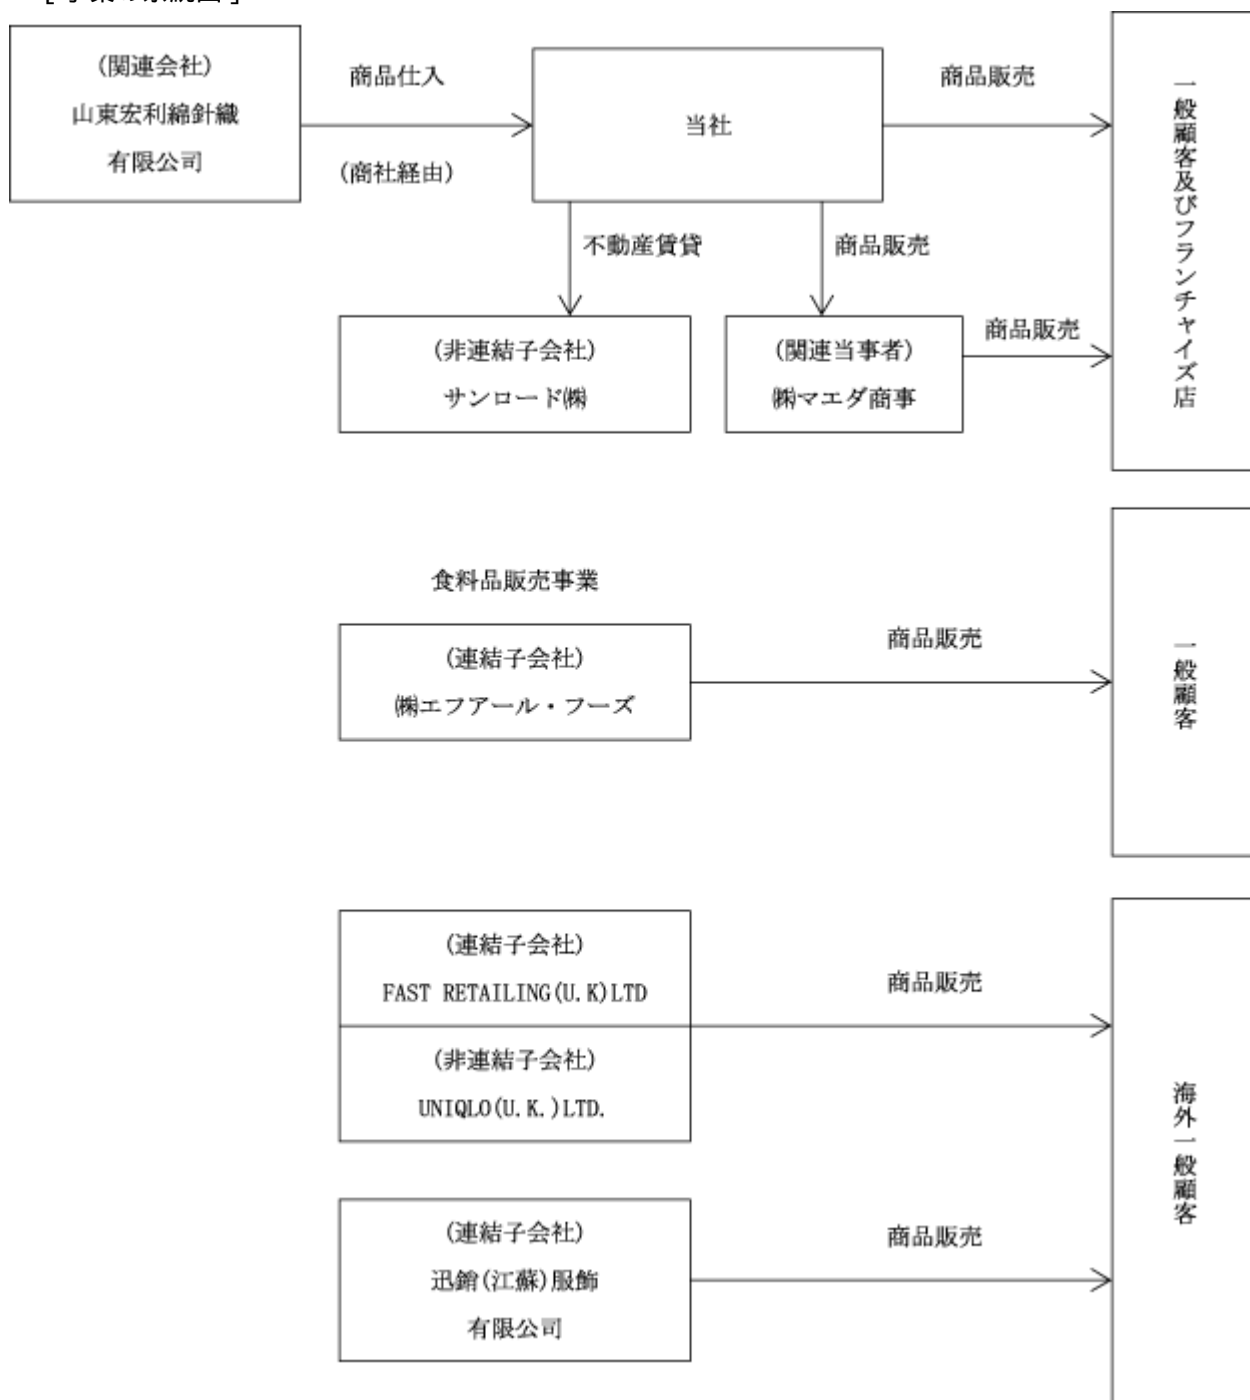 (関連会社)
山東宏利綿針織
有限公司
商品仕入
(商社経由)
当社
商品販売
一般顧客及びフランチャイズ店
不動産賃貸
商品販売
(非連結子会社)
サンロード㈱
(関連当事者)
㈱マエダ商事
商品販売
食料品販売事業
(連結子会社)
㈱エフアール・フーズ
商品販売
一般顧客
(連結子会社)
FAST RETAILING(U.K)LTD
商品販売
(非連結子会社)
UNIQLO(U.K.)LTD.
海外一般顧客
(連結子会社)
迅銷(江蘇)服飾
有限公司
商品販売